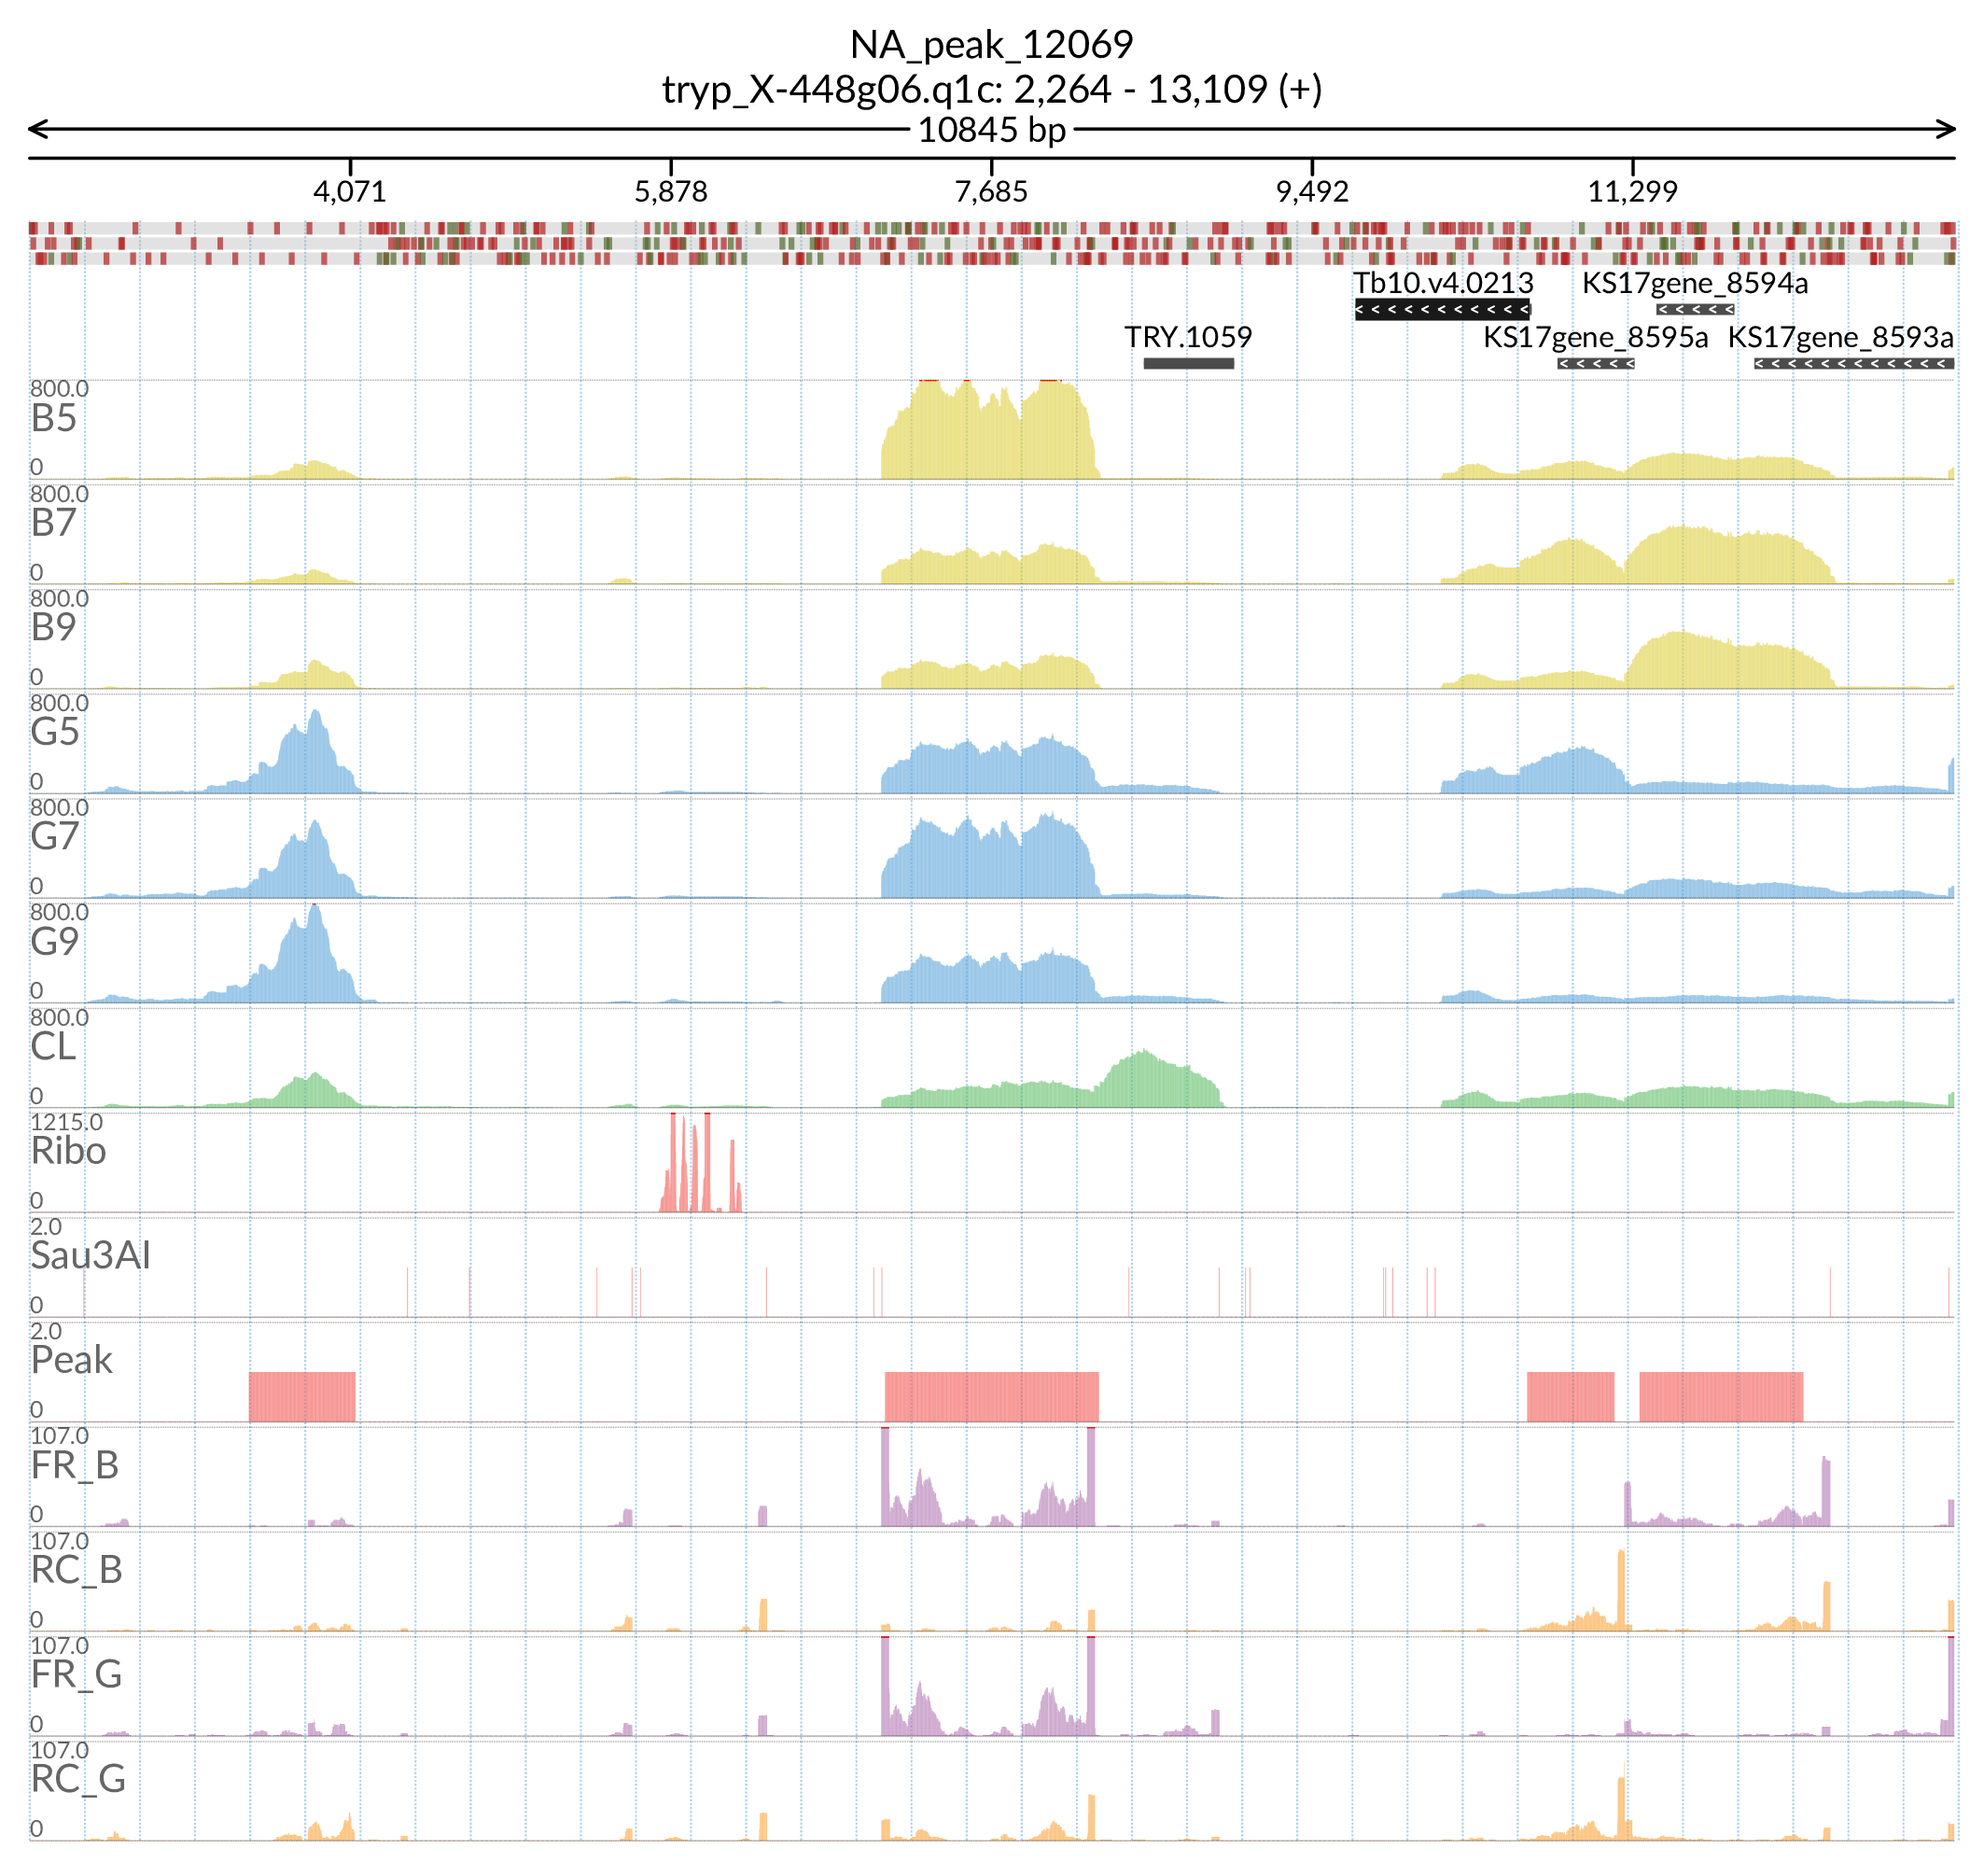 NA_peak_12069
tryp_X-448g06.q1c: 2,264 - 13,109 (+)
10845 bp
4,071 5,878 7,685 9,492 11,299
Tb10.v4.0213 KS17gene_8594a
TRY.1059 KS17gene_8595a KS17gene_8593a
800.0
B5
0
800.0
B7
0
800.0
B9
0
800.0
G5
0
800.0
G7
0
800.0
G9
0
800.0
CL
0
1215.0
Ribo
0
2.0
Sau3AI
0
2.0
Peak
0
107.0
FR_B
0
107.0
RC_B
0
107.0
FR_G
0
107.0
RC_G
0